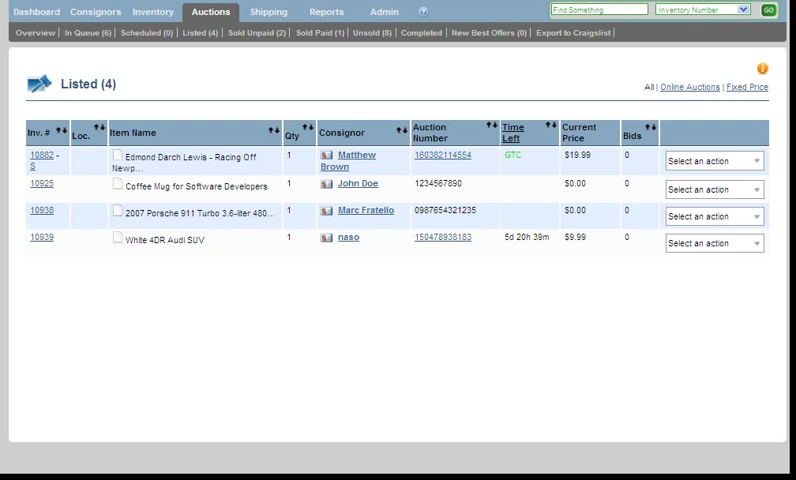 Dashboard Consignors Inventory Auctions Shipping Reports Admin ? Find Something Inventory Number GO
Overview | In Queue (6) | Scheduled (0) | Listed (4) | Sold Unpaid (2) | Sold Paid (1) | Unsold (8) | Completed | New Best Offers (0) | Export to Craigslist |
Listed (4)
All | Online Auctions | Fixed Price
Inv. # Loc. Item Name Qty Consignor Auction Number Time Left Current Price Bids
10882 - S Edmond Darch Lewis - Racing Off Newp... 1 Matthew Brown 160382114554 GTC $19.99 0 Select an action
10925 Coffee Mug for Software Developers 1 John Doe 1234567890 $0.00 0 Select an action
10938 2007 Porsche 911 Turbo 3.6-liter 480... 1 Marc Fratello 0987654321235 $0.00 0 Select an action
10939 White 4DR Audi SUV 1 naso 150478938183 5d 20h 39m $9.99 0 Select an action